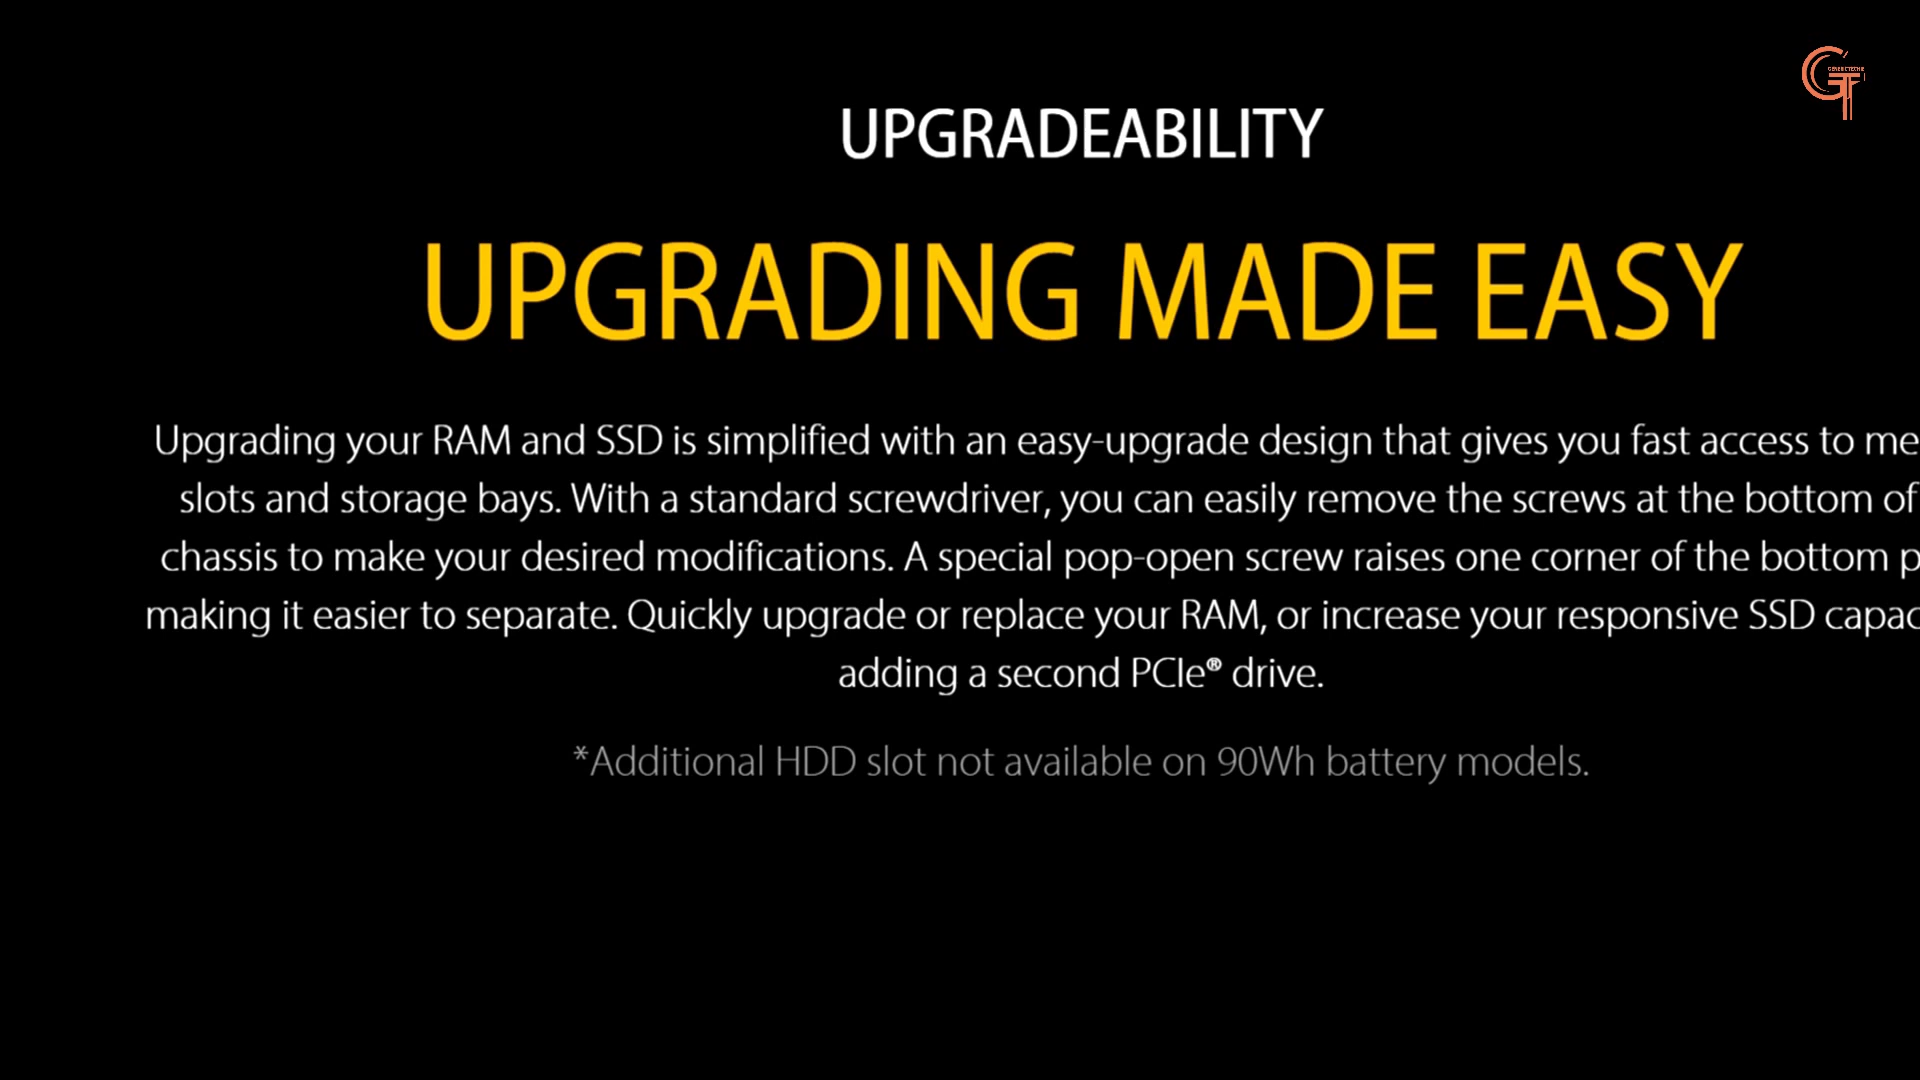 UPGRADEABILITY
UPGRADING MADE EASY
Upgrading your RAM and SSD is simplified with an easy-upgrade design that gives you fast access to me
slots and storage bays. With a standard screwdriver, you can easily remove the screws at the bottom of
chassis to make your desired modifications. A special pop-open screw raises one corner of the bottom p
making it easier to separate. Quickly upgrade or replace your RAM, or increase your responsive SSD capac
adding a second PCIe® drive.
*Additional HDD slot not available on 90Wh battery models.